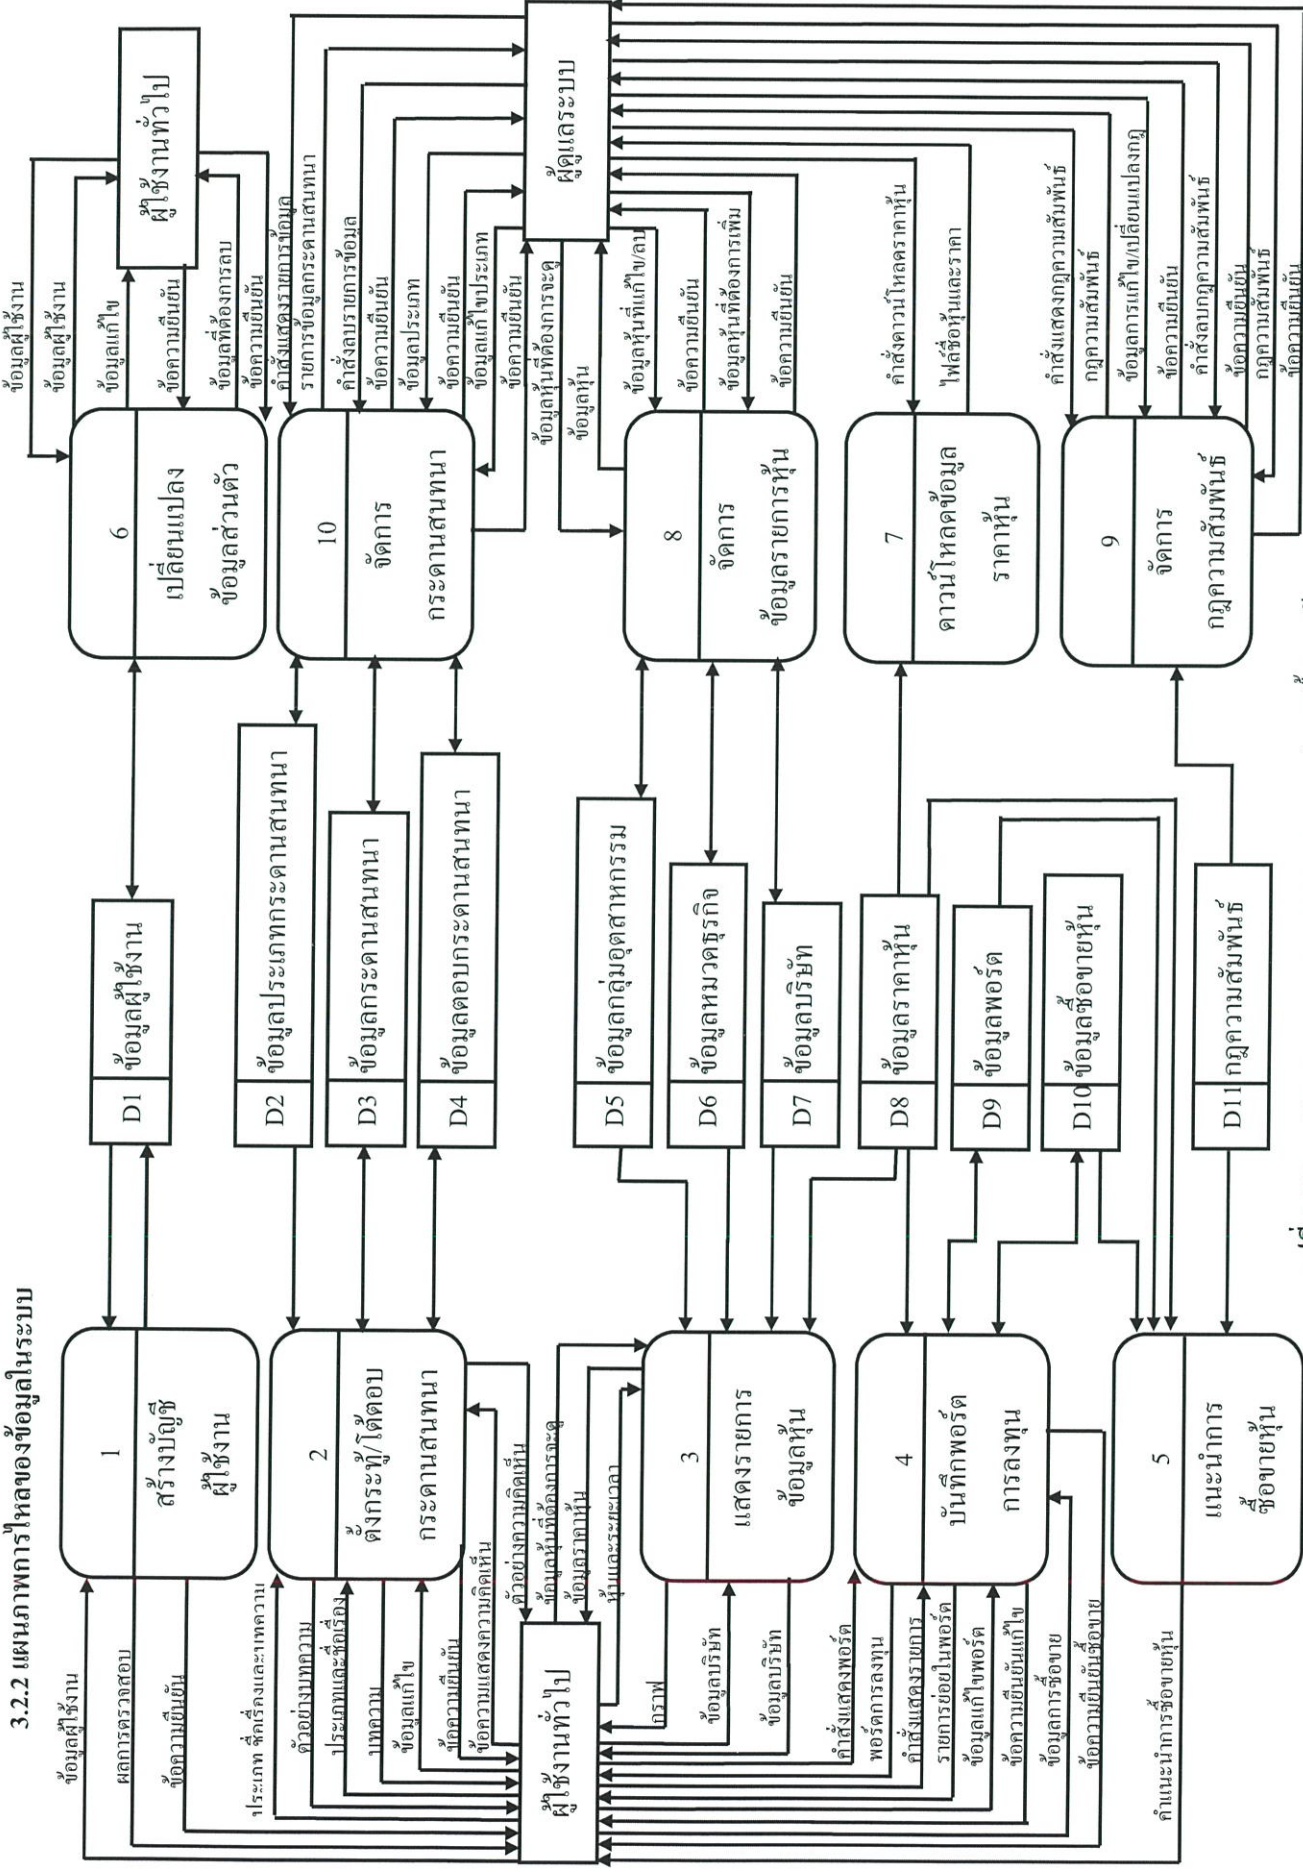 3.2.2 แผนภาพการไหลของข้อมูลในระบบ
ข้อมูลผู้ใช้งาน
ผลการตรวจสอบ
ข้อความยืนยัน
1
สร้างบัญชี
ผู้ใช้งาน
D1
ข้อมูลผู้ใช้งาน
6
เปลี่ยนแปลง
ข้อมูลส่วนตัว
ข้อมูลผู้ใช้งาน
ข้อมูลผู้ใช้งาน
ข้อมูลแก้ไข
ข้อความยืนยัน
ข้อมูลที่ต้องการลบ
ข้อความยืนยัน
ผู้ใช้งานทั่วไป
ประเภท ชื่อเรื่องและบทความ
ตัวอย่างบทความ
ประเภทและชื่อเรื่อง
บทความ
ข้อมูลแก้ไข
ข้อความยืนยัน
ข้อความแสดงความคิดเห็น
ตัวอย่างความคิดเห็น
2
ตั้งกระทู้/โต้ตอบ
กระดานสนทนา
D2
ข้อมูลประเภทกระดานสนทนา
D3
ข้อมูลกระดานสนทนา
D4
ข้อมูลตอบกระดานสนทนา
10
จัดการ
กระดานสนทนา
คำสั่งแสดงรายการข้อมูล
รายการข้อมูลกระดานสนทนา
คำสั่งลบรายการข้อมูล
ข้อความยืนยัน
ข้อมูลประเภท
ข้อความยืนยัน
ข้อมูลแก้ไขประเภท
ข้อความยืนยัน
ผู้ดูแลระบบ
ผู้ใช้งานทั่วไป
ข้อมูลหุ้นที่ต้องการจะดู
ข้อมูลราคาหุ้น
หุ้นและระยะเวลา
กราฟ
ข้อมูลบริษัท
ข้อมูลบริษัท
3
แสดงรายการ
ข้อมูลหุ้น
D5
ข้อมูลกลุ่มอุตสาหกรรม
D6
ข้อมูลหมวดธุรกิจ
D7
ข้อมูลบริษัท
8
จัดการ
ข้อมูลรายการหุ้น
ข้อมูลหุ้นที่ต้องการจะดู
ข้อมูลหุ้น
ข้อมูลหุ้นที่แก้ไข/ลบ
ข้อความยืนยัน
ข้อมูลหุ้นที่ต้องการเพิ่ม
ข้อความยืนยัน
คำสั่งแสดงพอร์ต
พอร์ตการลงทุน
คำสั่งแสดงรายการ
รายการย่อยในพอร์ต
ข้อมูลแก้ไขพอร์ต
ข้อความยืนยันแก้ไข
ข้อมูลการซื้อขาย
ข้อความยืนยันซื้อขาย
4
บันทึกพอร์ต
การลงทุน
D8
ข้อมูลราคาหุ้น
D9
ข้อมูลพอร์ต
D10
ข้อมูลซื้อขายหุ้น
7
ดาวน์โหลดข้อมูล
ราคาหุ้น
คำสั่งดาวน์โหลดราคาหุ้น
ไฟล์ชื่อหุ้นและราคา
คำแนะนำการซื้อขายหุ้น
5
แนะนำการ
ซื้อขายหุ้น
D11
กฎความสัมพันธ์
9
จัดการ
กฎความสัมพันธ์
คำสั่งแสดงกฎความสัมพันธ์
กฎความสัมพันธ์
ข้อมูลการแก้ไข/เปลี่ยนแปลงกฎ
ข้อความยืนยัน
คำสั่งลบกฎความสัมพันธ์
ข้อความยืนยัน
กฎความสัมพันธ์
ข้อความยืนยัน